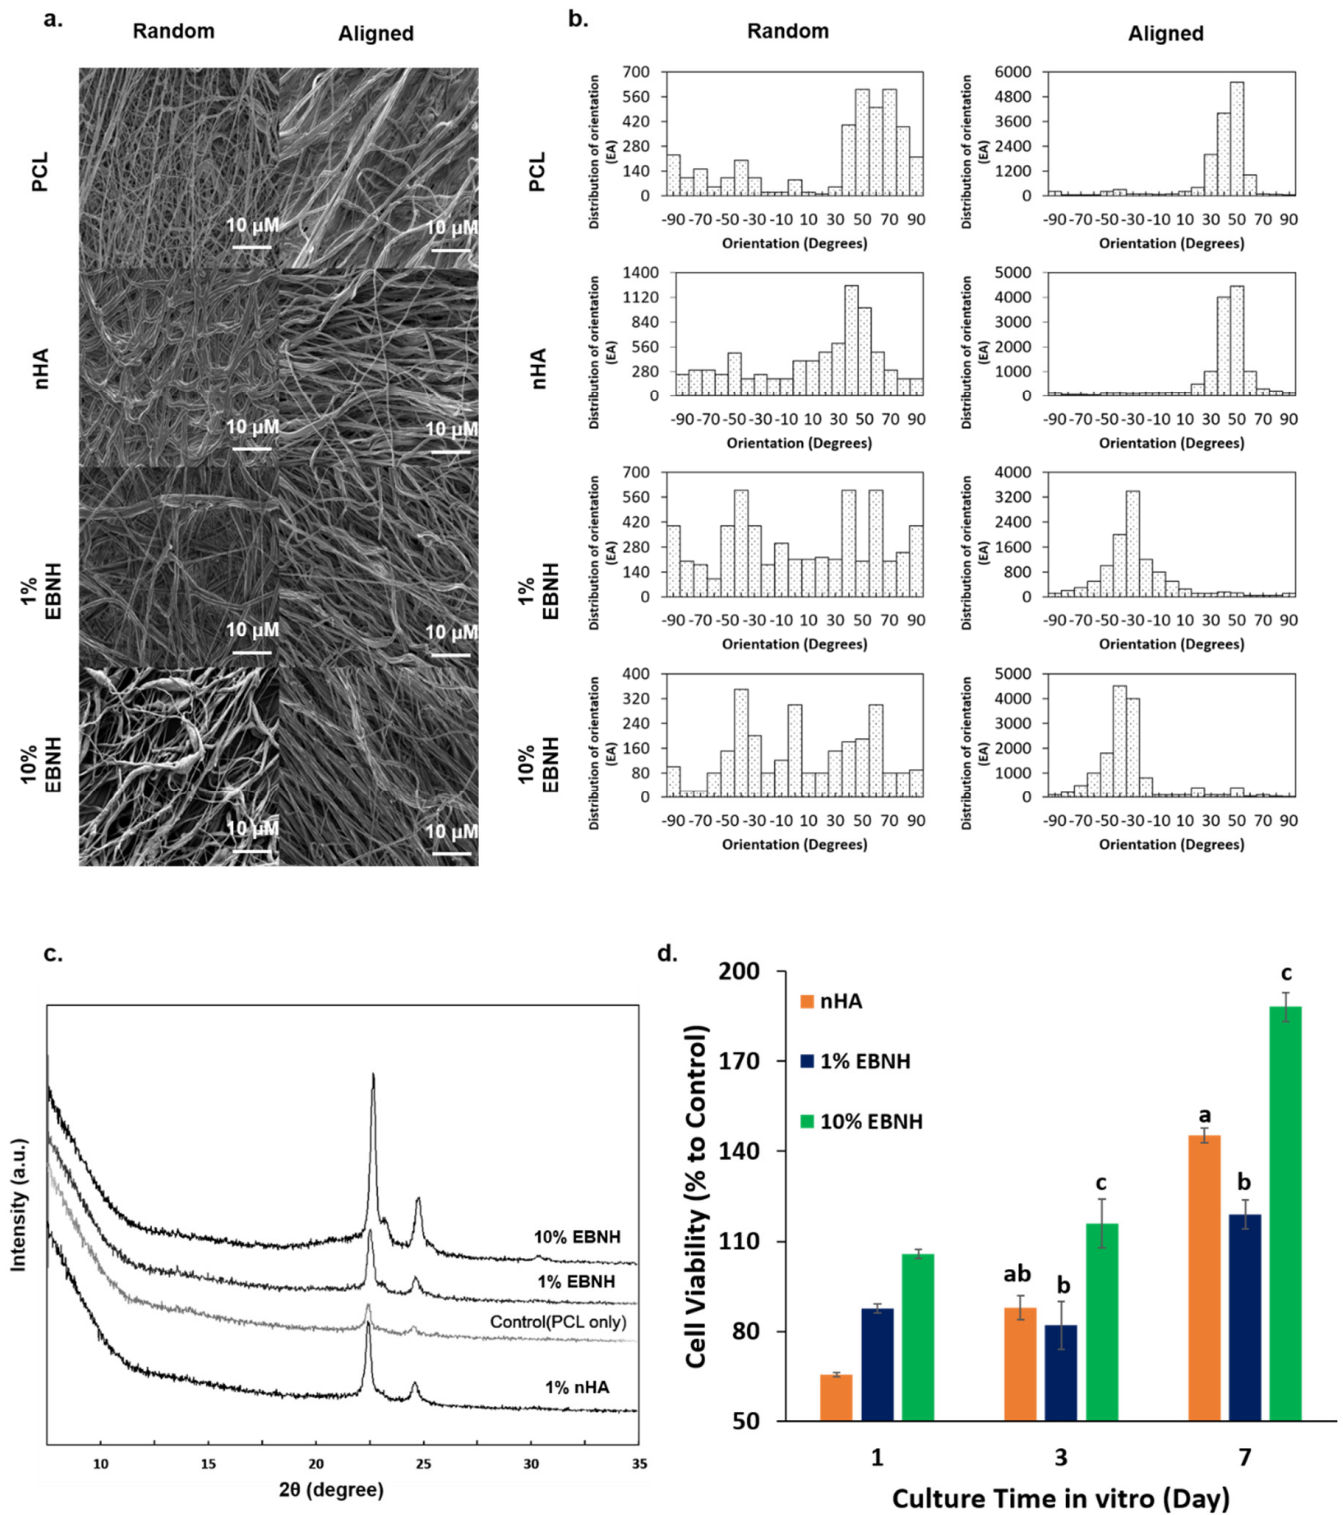 a.
Random
Aligned
PCL
10 µM
10 µM
nHA
10 µM
10 µM
1%
EBNH
10 µM
10 µM
10%
EBNH
10 µM
10 µM
b.
Random
Aligned
PCL
Distribution of orientation
(EA)
700
560
420
280
140
0
-90 -70 -50 -30 -10 10 30 50 70 90
Orientation (Degrees)
Distribution of orientation
(EA)
6000
4800
3600
2400
1200
0
-90 -70 -50 -30 -10 10 30 50 70 90
Orientation (Degrees)
nHA
Distribution of orientation
(EA)
1400
1120
840
560
280
0
-90 -70 -50 -30 -10 10 30 50 70 90
Orientation (Degrees)
Distribution of orientation
(EA)
5000
4000
3000
2000
1000
0
-90 -70 -50 -30 -10 10 30 50 70 90
Orientation (Degrees)
1%
EBNH
Distribution of orientation
(EA)
700
560
420
280
140
0
-90 -70 -50 -30 -10 10 30 50 70 90
Orientation (Degrees)
Distribution of orientation
(EA)
4000
3200
2400
1600
800
0
-90 -70 -50 -30 -10 10 30 50 70 90
Orientation (Degrees)
10%
EBNH
Distribution of orientation
(EA)
400
320
240
160
80
0
-90 -70 -50 -30 -10 10 30 50 70 90
Orientation (Degrees)
Distribution of orientation
(EA)
5000
4000
3000
2000
1000
0
-90 -70 -50 -30 -10 10 30 50 70 90
Orientation (Degrees)
c.
Intensity (a.u.)
10% EBNH
1% EBNH
Control(PCL only)
1% nHA
10 15 20 25 30 35
2θ (degree)
d.
Cell Viability (% to Control)
200
170
140
110
80
50
nHA
1% EBNH
10% EBNH
ab
b
c
a
b
c
1 3 7
Culture Time in vitro (Day)